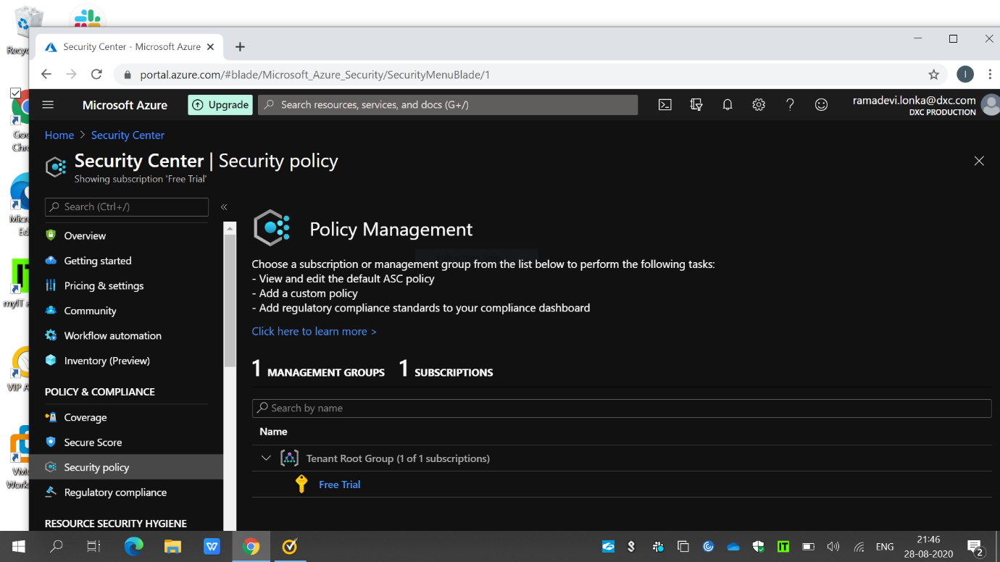 Recyc
Security Center - Microsoft Azure
portal.azure.com/#blade/Microsoft_Azure_Security/SecurityMenuBlade/1
I
Microsoft Azure
Upgrade
Search resources, services, and docs (G+/)
ramadevi.lonka@dxc.com
DXC PRODUCTION
Goo
Chro
Home > Security Center
Security Center | Security policy
Showing subscription 'Free Trial'
Search (Ctrl+/)
«
Micro
Ed
Overview
Getting started
Pricing & settings
Community
Workflow automation
Inventory (Preview)
POLICY & COMPLIANCE
Coverage
Secure Score
Security policy
Regulatory compliance
RESOURCE SECURITY HYGIENE
myIT a
VIP A
VMw
Works
Policy Management
Choose a subscription or management group from the list below to perform the following tasks:
- View and edit the default ASC policy
- Add a custom policy
- Add regulatory compliance standards to your compliance dashboard
Click here to learn more >
1 MANAGEMENT GROUPS 1 SUBSCRIPTIONS
Search by name
Name
Tenant Root Group (1 of 1 subscriptions)
Free Trial
ENG
21:46
28-08-2020
2